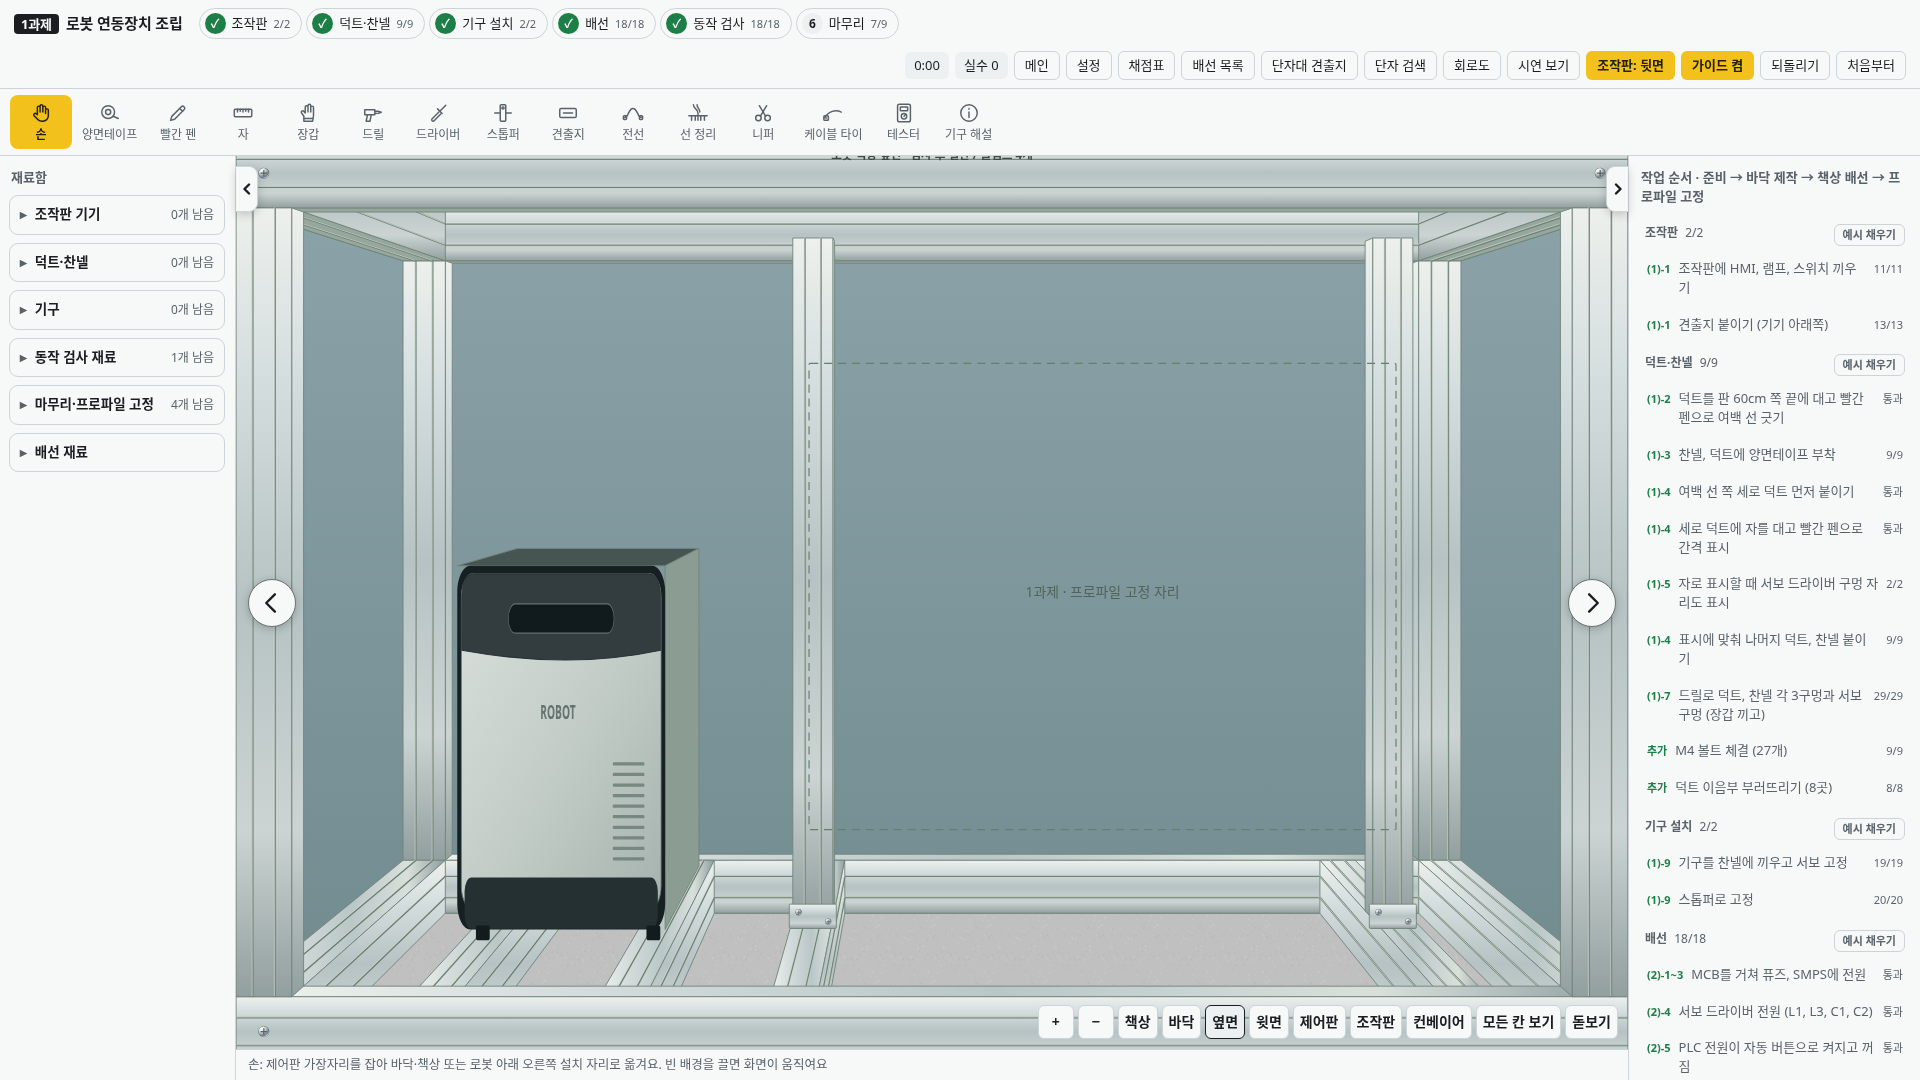 1과제 로봇 연동장치 조립
조작판 2/2
덕트·찬넬 9/9
기구 설치 2/2
배선 18/18
동작 검사 18/18
6 마무리 7/9
0:00
실수 0
메인
설정
채점표
배선 목록
단자대 견출지
단자 검색
회로도
시연 보기
조작판: 뒷면
가이드 켬
되돌리기
처음부터
손
양면테이프
빨간 펜
자
장갑
드릴
드라이버
스톱퍼
견출지
전선
선 정리
니퍼
케이블 타이
테스터
기구 해설
재료함
조작판 기기 0개 남음
덕트·찬넬 0개 남음
기구 0개 남음
동작 검사 재료 1개 남음
마무리·프로파일 고정 4개 남음
배선 재료
ROBOT
1과제 · 프로파일 고정 자리
+
−
책상
바닥
옆면
윗면
제어판
조작판
컨베이어
모든 칸 보기
돋보기
손: 제어판 가장자리를 잡아 바닥·책상 또는 로봇 아래 오른쪽 설치 자리로 옮겨요. 빈 배경을 끌면 화면이 움직여요
작업 순서 · 준비 → 바닥 제작 → 책상 배선 → 프
로파일 고정
조작판 2/2 예시 채우기
(1)-1 조작판에 HMI, 램프, 스위치 끼우 11/11
기
(1)-1 견출지 붙이기 (기기 아래쪽) 13/13
덕트·찬넬 9/9 예시 채우기
(1)-2 덕트를 판 60cm 쪽 끝에 대고 빨간 통과
펜으로 여백 선 긋기
(1)-3 찬넬, 덕트에 양면테이프 부착 9/9
(1)-4 여백 선 쪽 세로 덕트 먼저 붙이기 통과
(1)-4 세로 덕트에 자를 대고 빨간 펜으로 통과
간격 표시
(1)-5 자로 표시할 때 서보 드라이버 구멍 자 2/2
리도 표시
(1)-4 표시에 맞춰 나머지 덕트, 찬넬 붙이 9/9
기
(1)-7 드릴로 덕트, 찬넬 각 3구멍과 서보 29/29
구멍 (장갑 끼고)
추가 M4 볼트 체결 (27개) 9/9
추가 덕트 이음부 부러뜨리기 (8곳) 8/8
기구 설치 2/2 예시 채우기
(1)-9 기구를 찬넬에 끼우고 서보 고정 19/19
(1)-9 스톱퍼로 고정 20/20
배선 18/18 예시 채우기
(2)-1~3 MCB를 거쳐 퓨즈, SMPS에 전원 통과
(2)-4 서보 드라이버 전원 (L1, L3, C1, C2) 통과
(2)-5 PLC 전원이 자동 버튼으로 켜지고 꺼 통과
짐